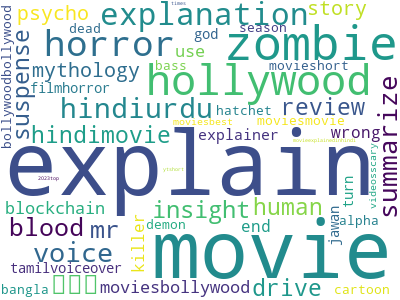 times
psycho
explanation
story
dead
god
season
horror
zombie
use
bollywoodbollywood
suspense
mythology
bass
movieshort
filmhorror
hollywood
hindiurdu
hatchet
review
summarize
moviesbest
moviesmovie
hindimovie
explainer
wrong
explain
2023top
videosscary
blockchain
insight
human
turn
blood
mr
killer
demon
end
jawan
alpha
voice
movie
tamilvoiceover
bangla
moviesbollywood
drive
cartoon